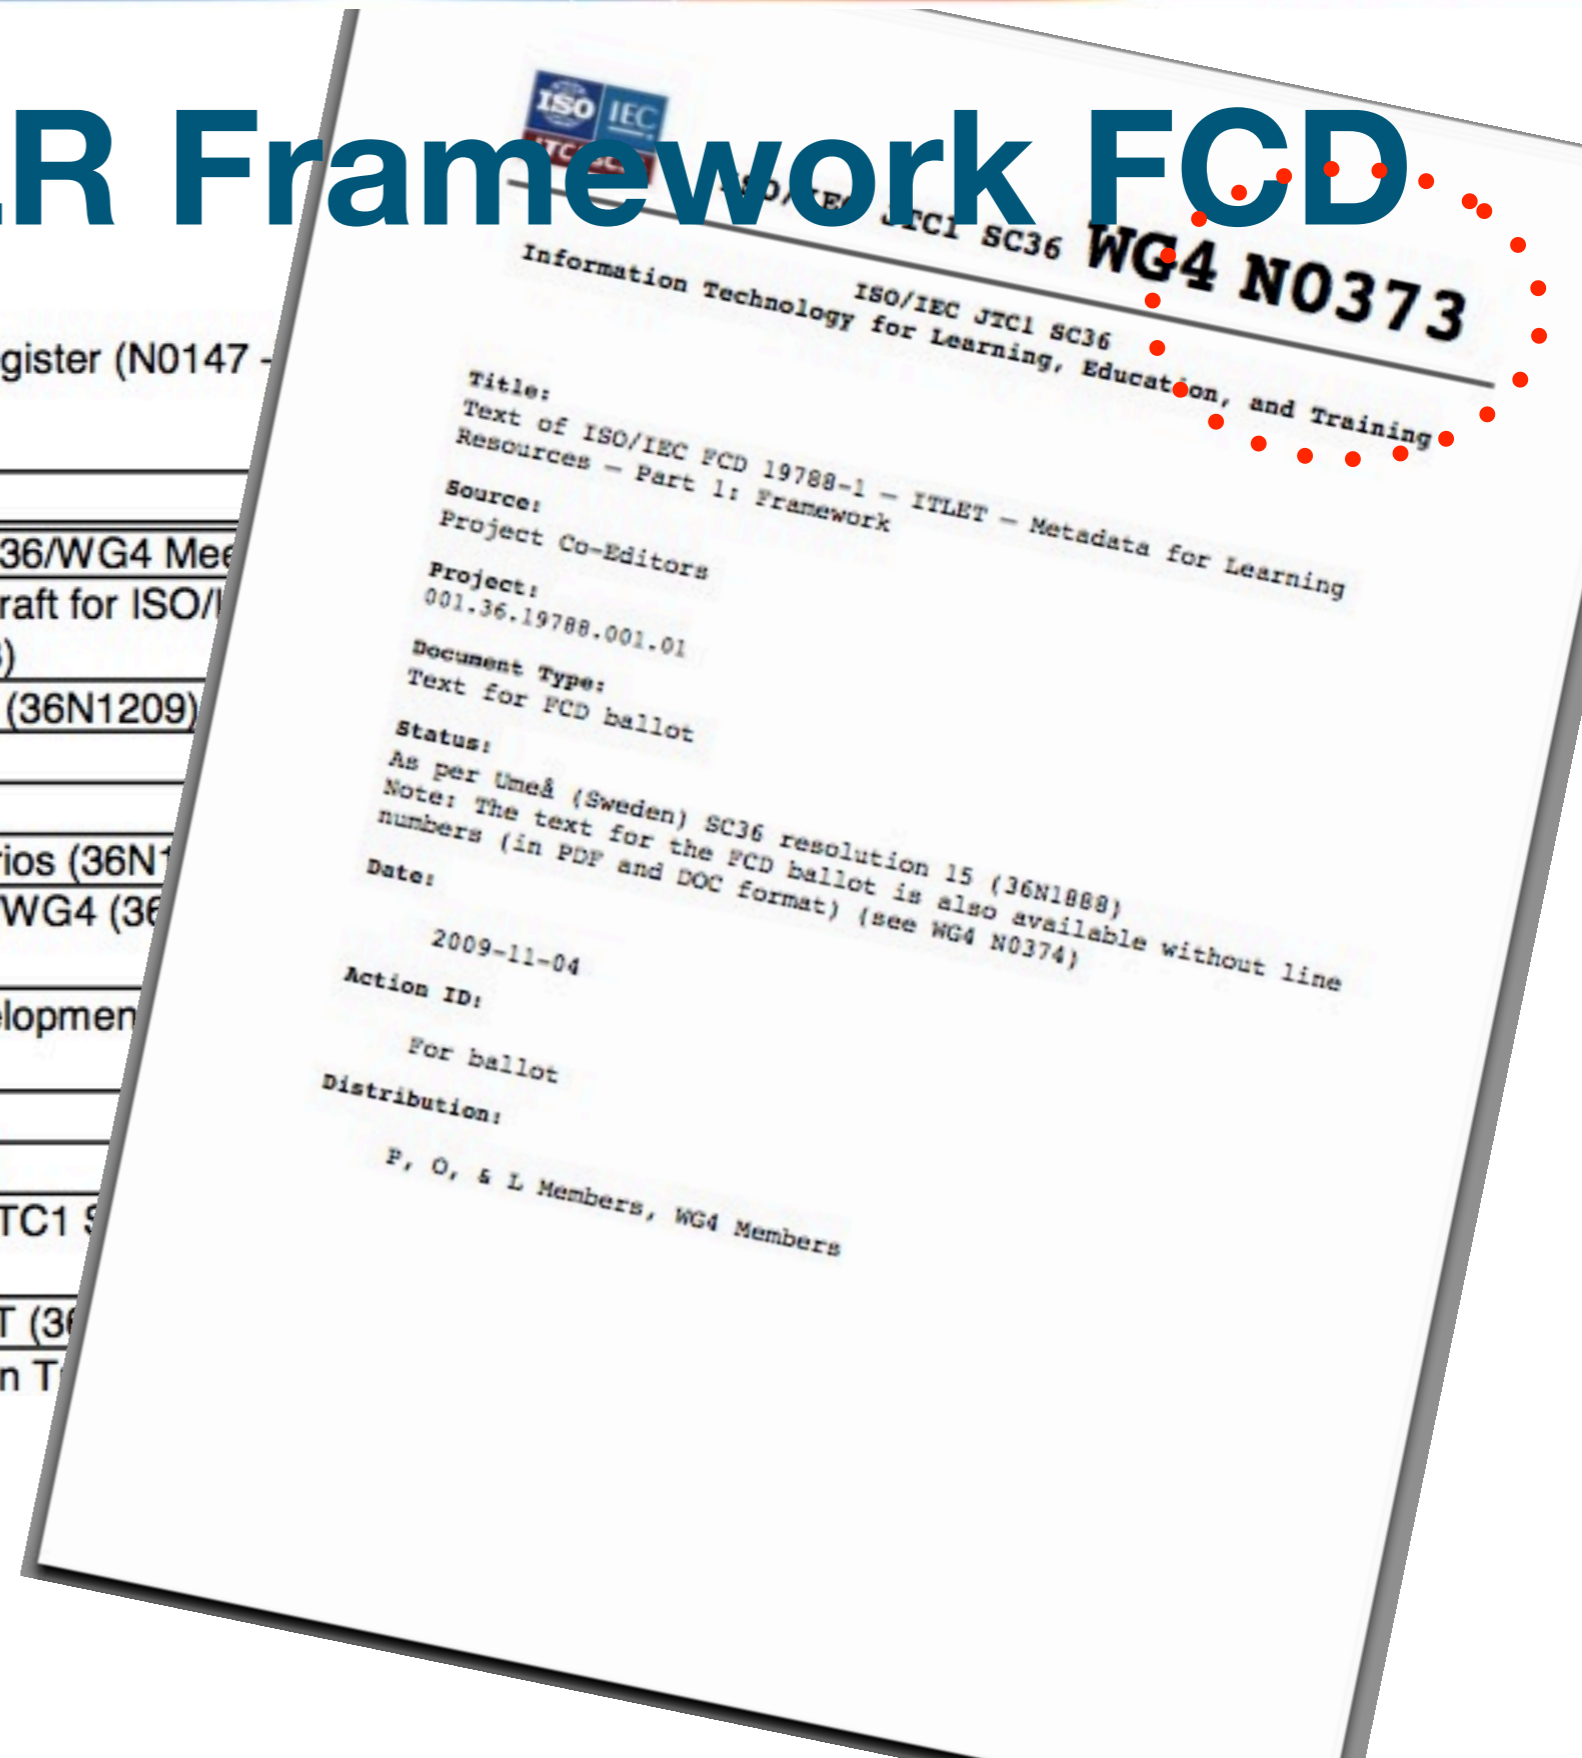 R Framework FCD
gister (N0147 -
36/WG4 Mee
raft for ISO/I
)
(36N1209)
rios (36N1
WG4 (36
elopmen
TC1 S
T (36
n T
ISO IEC
ISO/IEC JTC1 SC36 WG4 N0373
ISO/IEC JTC1 SC36
Information Technology for Learning, Education, and Training
Title:
Text of ISO/IEC FCD 19788-1 — ITLET — Metadata for Learning
Resources — Part 1: Framework
Source:
Project Co-Editors
Project:
001.36.19788.001.01
Document Type:
Text for FCD ballot
Status:
As per Umeå (Sweden) SC36 resolution 15 (36N1888)
Note: The text for the FCD ballot is also available without line
numbers (in PDF and DOC format) (see WG4 N0374)
Date:
2009-11-04
Action ID:
For ballot
Distribution:
P, O, & L Members, WG4 Members